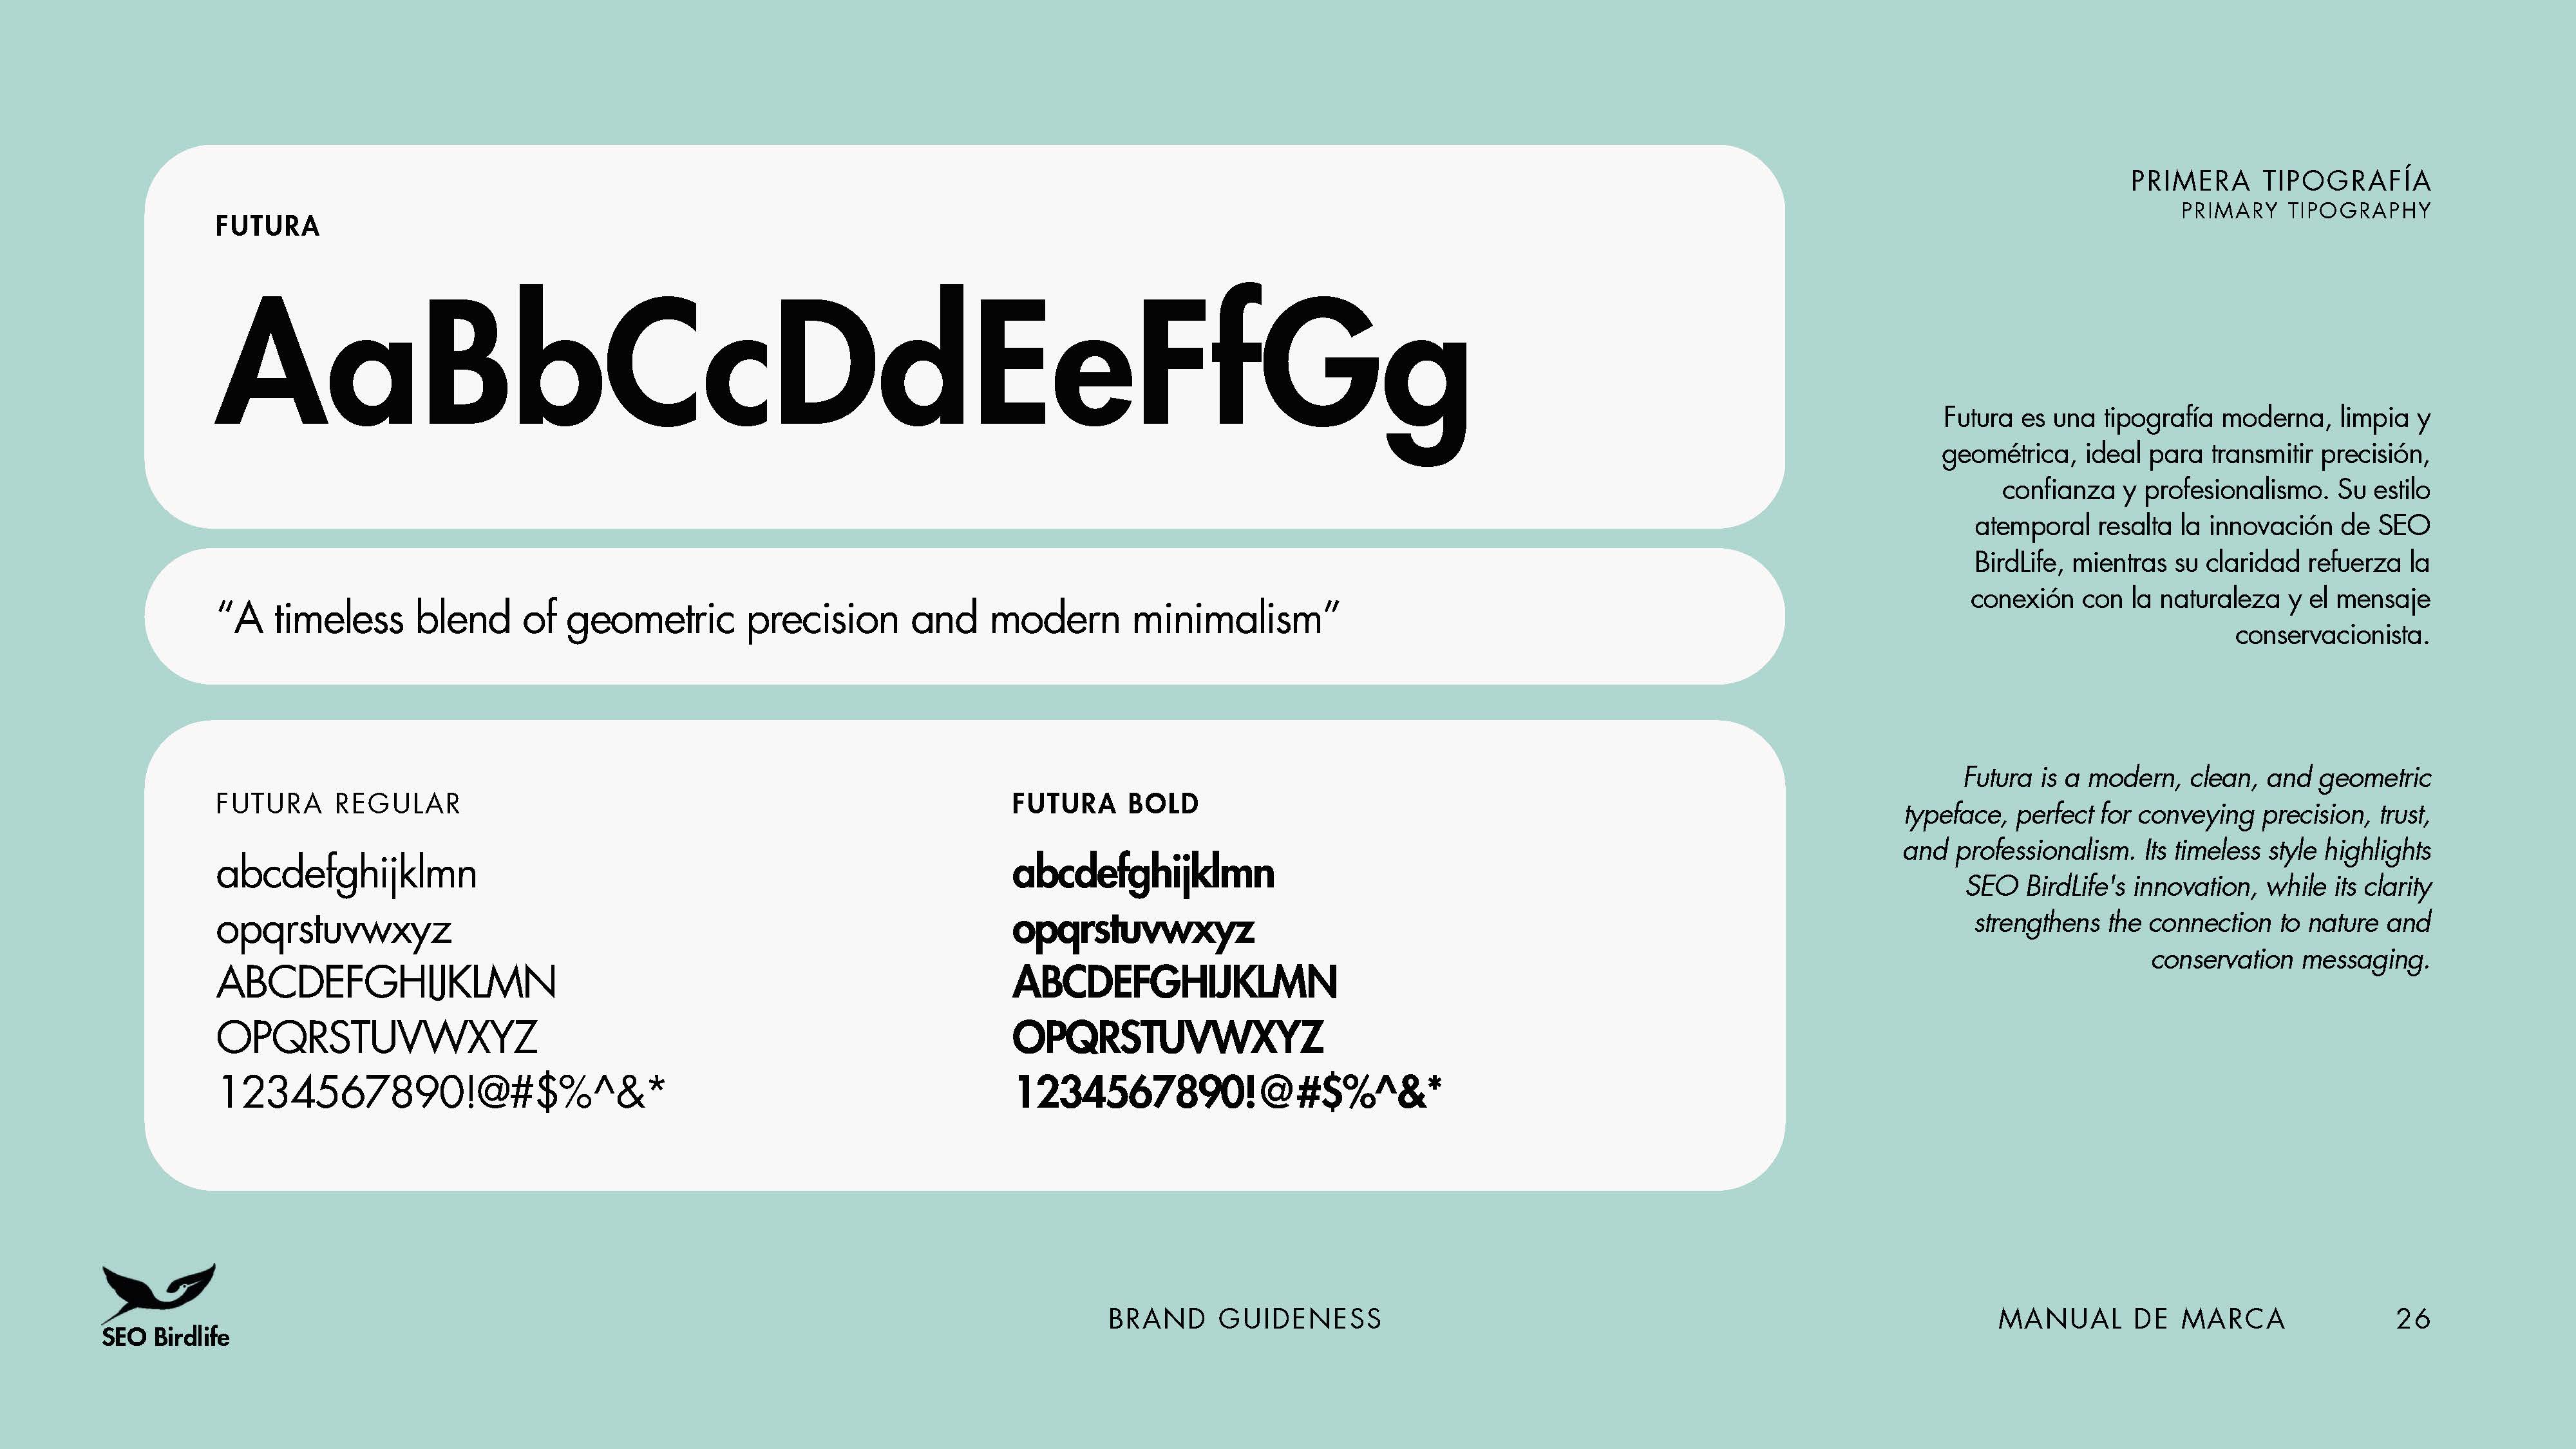 FUTURA
AaBbCcDdEeFfGg
“A timeless blend of geometric precision and modern minimalism”
FUTURA REGULAR
abcdefghijklmn
opqrstuvwxyz
ABCDEFGHIJKLMN
OPQRSTUVWXYZ
1234567890!@#$%^&*
FUTURA BOLD
abcdefghijklmn
opqrstuvwxyz
ABCDEFGHIJKLMN
OPQRSTUVWXYZ
1234567890!@#$%^&*
PRIMERA TIPOGRAFÍA
PRIMARY TIPOGRAPHY
Futura es una tipografía moderna, limpia y
geométrica, ideal para transmitir precisión,
confianza y profesionalismo. Su estilo
atemporal resalta la innovación de SEO
BirdLife, mientras su claridad refuerza la
conexión con la naturaleza y el mensaje
conservacionista.
Futura is a modern, clean, and geometric
typeface, perfect for conveying precision, trust,
and professionalism. Its timeless style highlights
SEO BirdLife's innovation, while its clarity
strengthens the connection to nature and
conservation messaging.
SEO Birdlife
BRAND GUIDENESS
MANUAL DE MARCA
26